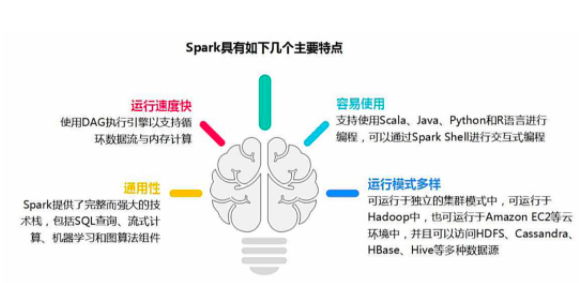 Spark具有如下几个主要特点
运行速度快
使用DAG执行引擎以支持循
环数据流与内存计算
容易使用
支持使用Scala、Java、Python和R语言进行
编程，可以通过Spark Shell进行交互式编程
通用性
Spark提供了完整而强大的技
术栈，包括SQL查询、流式计
算、机器学习和图算法组件
运行模式多样
可运行于独立的集群模式中，可运行于
Hadoop中，也可运行于Amazon EC2等云
环境中，并且可以访问HDFS、Cassandra、
HBase、Hive等多种数据源